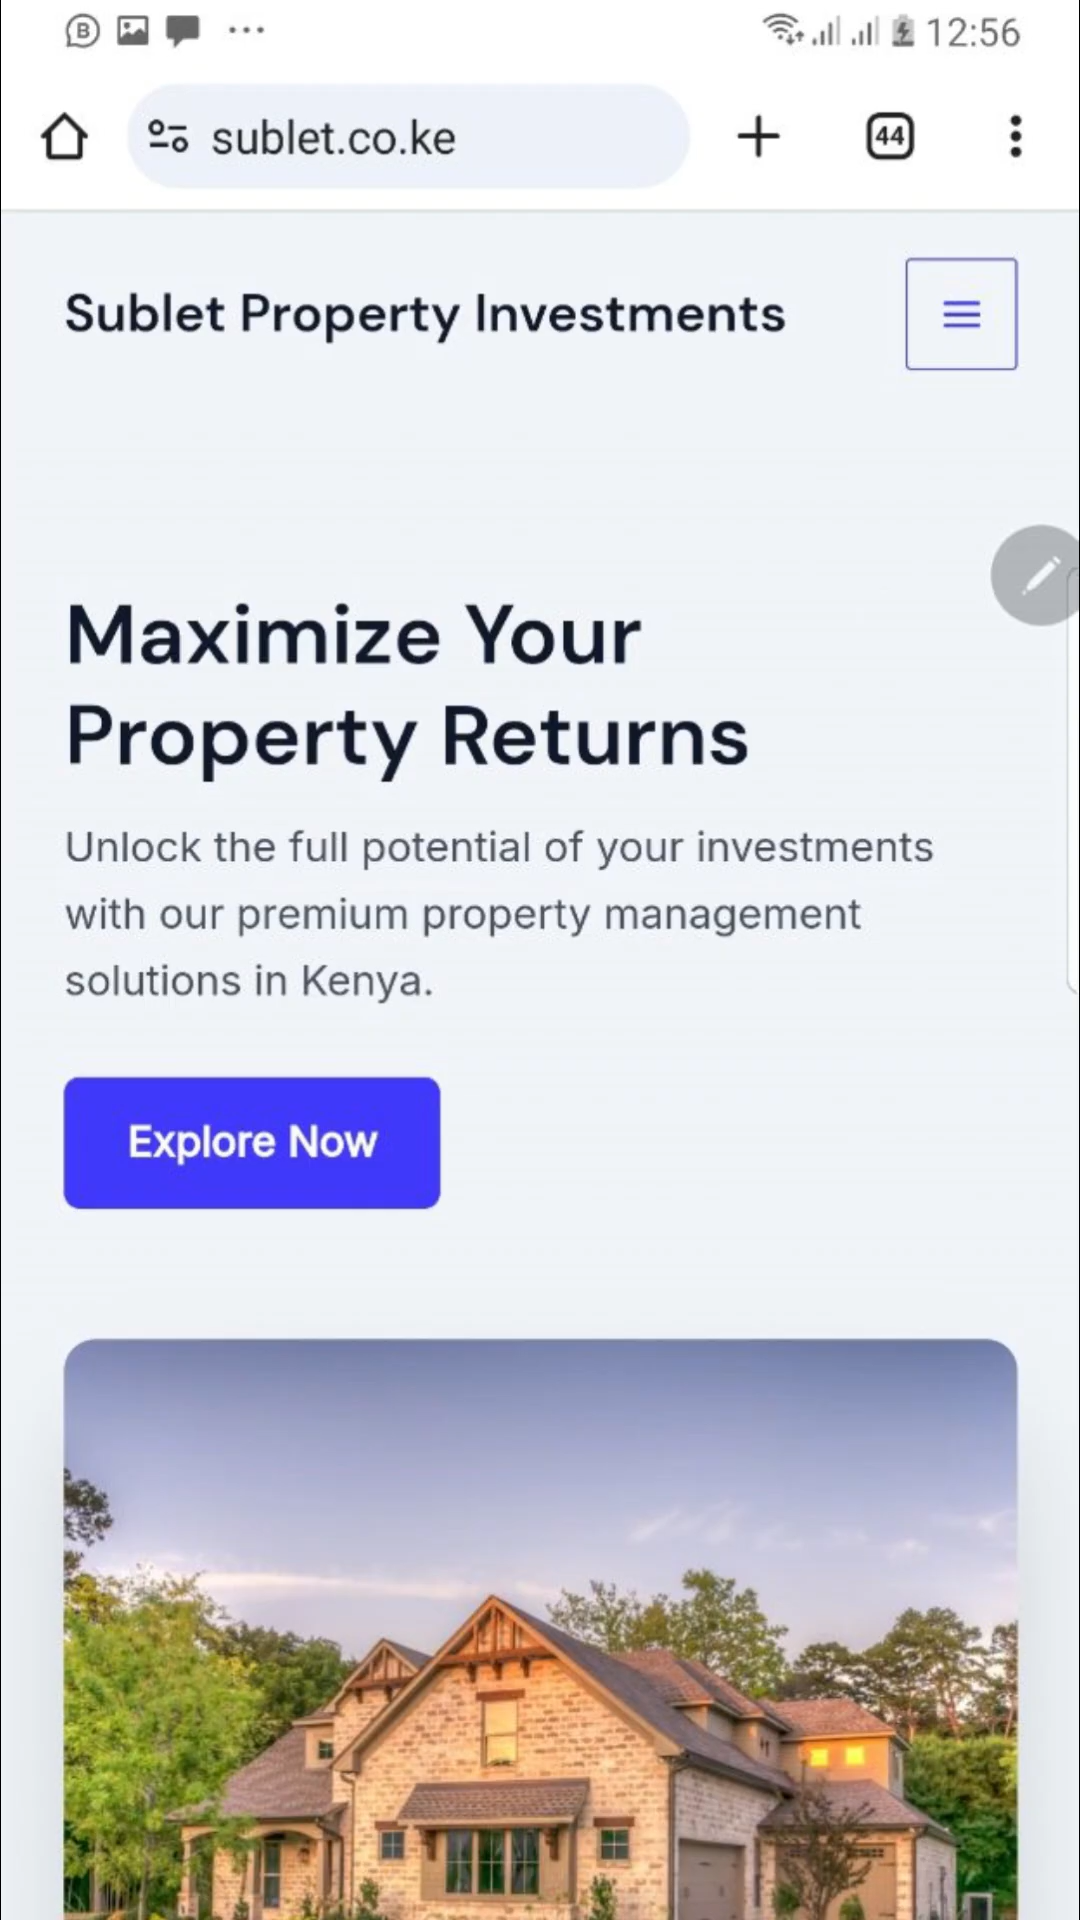 12:56
sublet.co.ke
44
Sublet Property Investments
Maximize Your
Property Returns
Unlock the full potential of your investments
with our premium property management
solutions in Kenya.
Explore Now